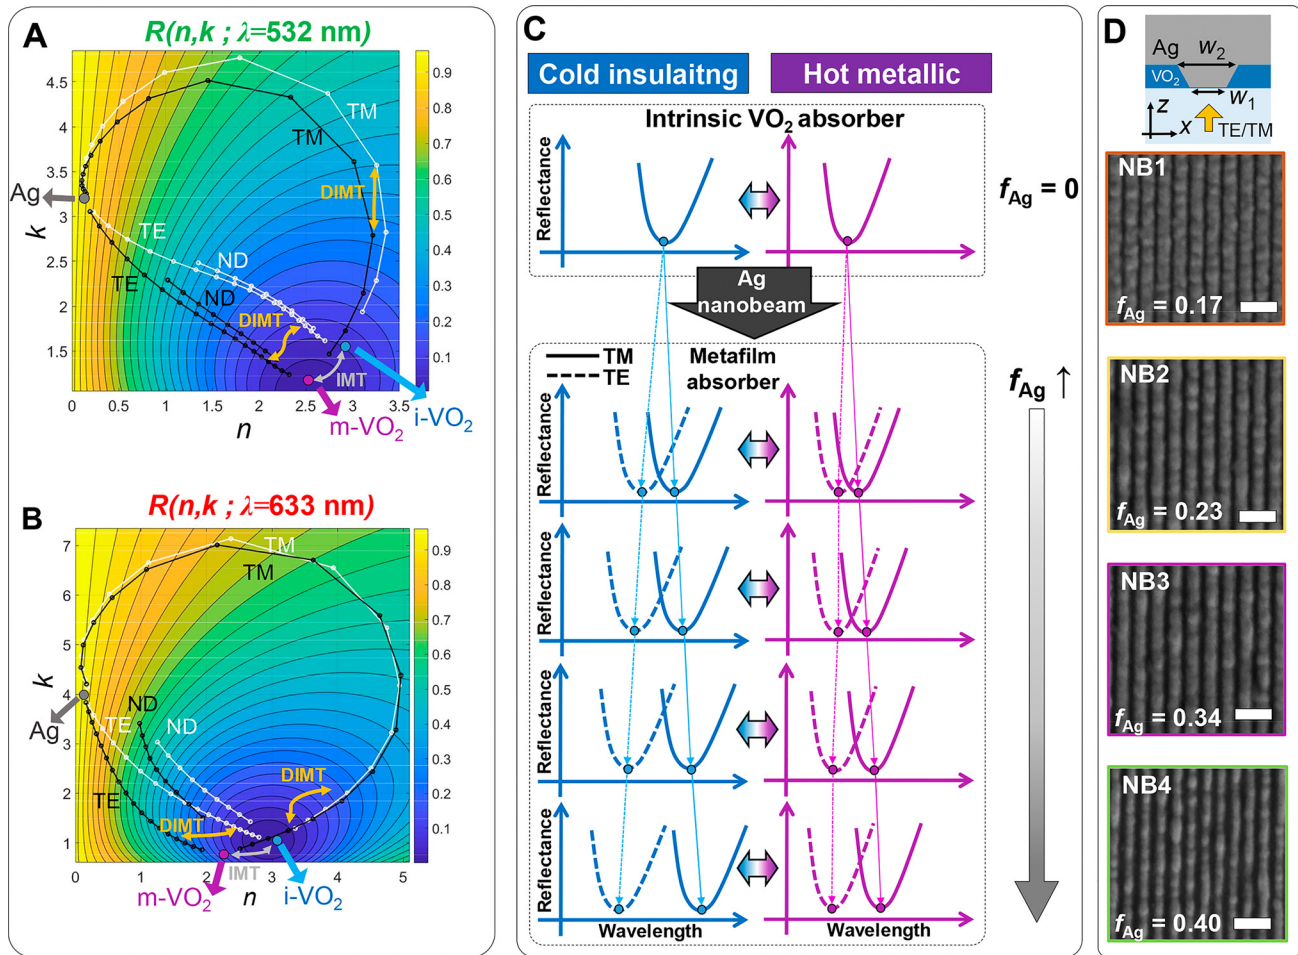 A
R(n,k ; λ=532 nm)
4.5
4
3.5
3
2.5
2
1.5
k
0
0.5
1
1.5
2
2.5
3
3.5
n
0.9
0.8
0.7
0.6
0.5
0.4
0.3
0.2
0.1
TM
TM
DIMT
Ag
TE
TE
ND
ND
DIMT
IMT
m-VO₂
i-VO₂
B
R(n,k ; λ=633 nm)
7
6
5
4
3
2
1
k
0
1
2
3
4
5
n
0.9
0.8
0.7
0.6
0.5
0.4
0.3
0.2
0.1
TM
TM
Ag
ND
TE
ND
TE
DIMT
DIMT
IMT
m-VO₂
i-VO₂
C
Cold insulaitng
Hot metallic
Intrinsic VO₂ absorber
Reflectance
Reflectance
fAg = 0
Ag
nanobeam
TM
TE
Metafilm
absorber
fAg ↑
Reflectance
Reflectance
Reflectance
Reflectance
Reflectance
Reflectance
Reflectance
Reflectance
Wavelength
Wavelength
D
Ag
w₂
VO₂
w₁
z
x
TE/TM
NB1
fAg = 0.17
NB2
fAg = 0.23
NB3
fAg = 0.34
NB4
fAg = 0.40